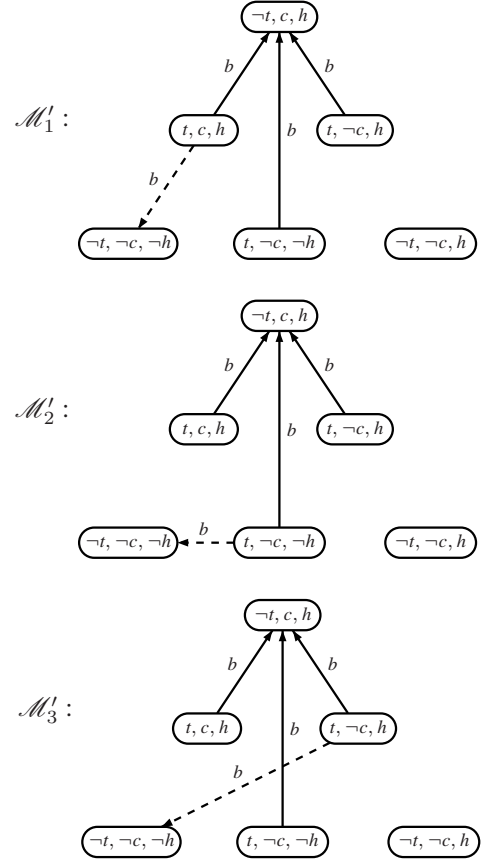 ¬t, c, h
b
b
ℳ′₁ :
t, c, h
t, ¬c, h
b
b
¬t, ¬c, ¬h
t, ¬c, ¬h
¬t, ¬c, h
¬t, c, h
b
b
ℳ′₂ :
t, c, h
t, ¬c, h
b
b
¬t, ¬c, ¬h
t, ¬c, ¬h
¬t, ¬c, h
¬t, c, h
b
b
ℳ′₃ :
t, c, h
t, ¬c, h
b
b
¬t, ¬c, ¬h
t, ¬c, ¬h
¬t, ¬c, h